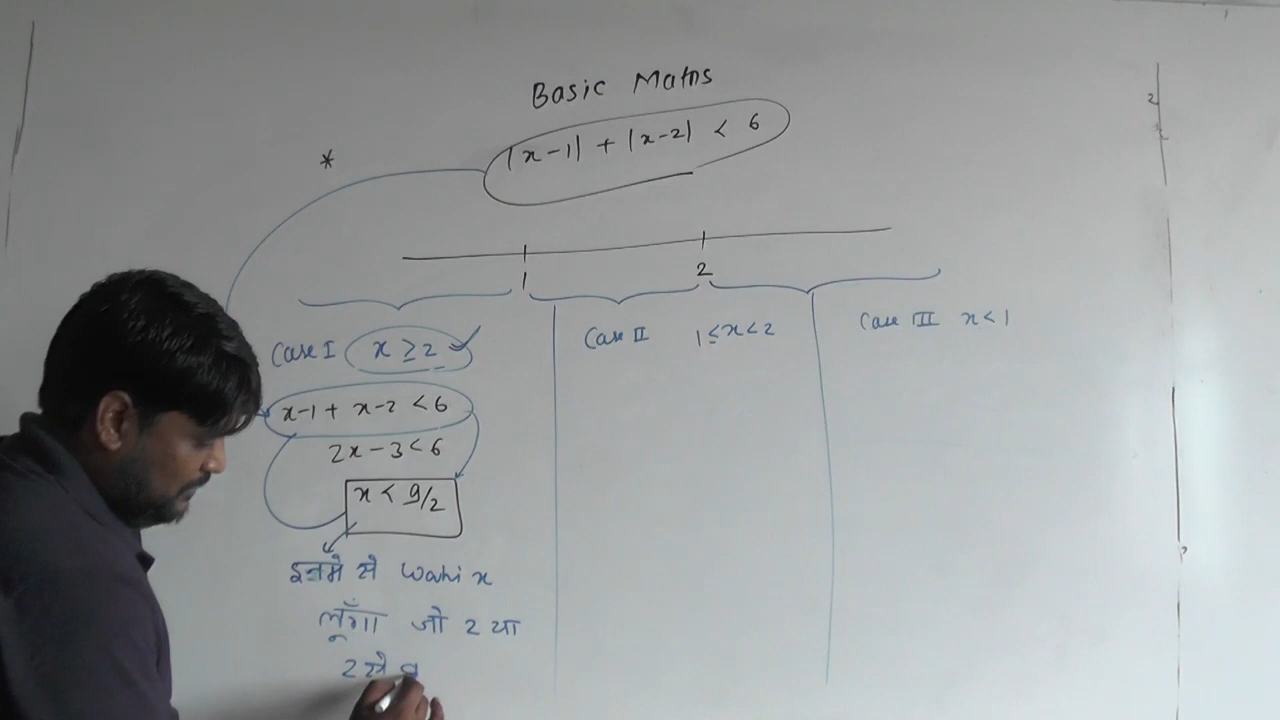 Basic Maths
*
|x-1| + |x-2| < 6
1
2
Case I x ≥ 2 ✓
x-1 + x-2 < 6
2x - 3 < 6
x < 9/2
इनमे से wahi x
लूँगा जो 2 या
2 से ब
Case II 1 ≤ x < 2
Case III x < 1
2